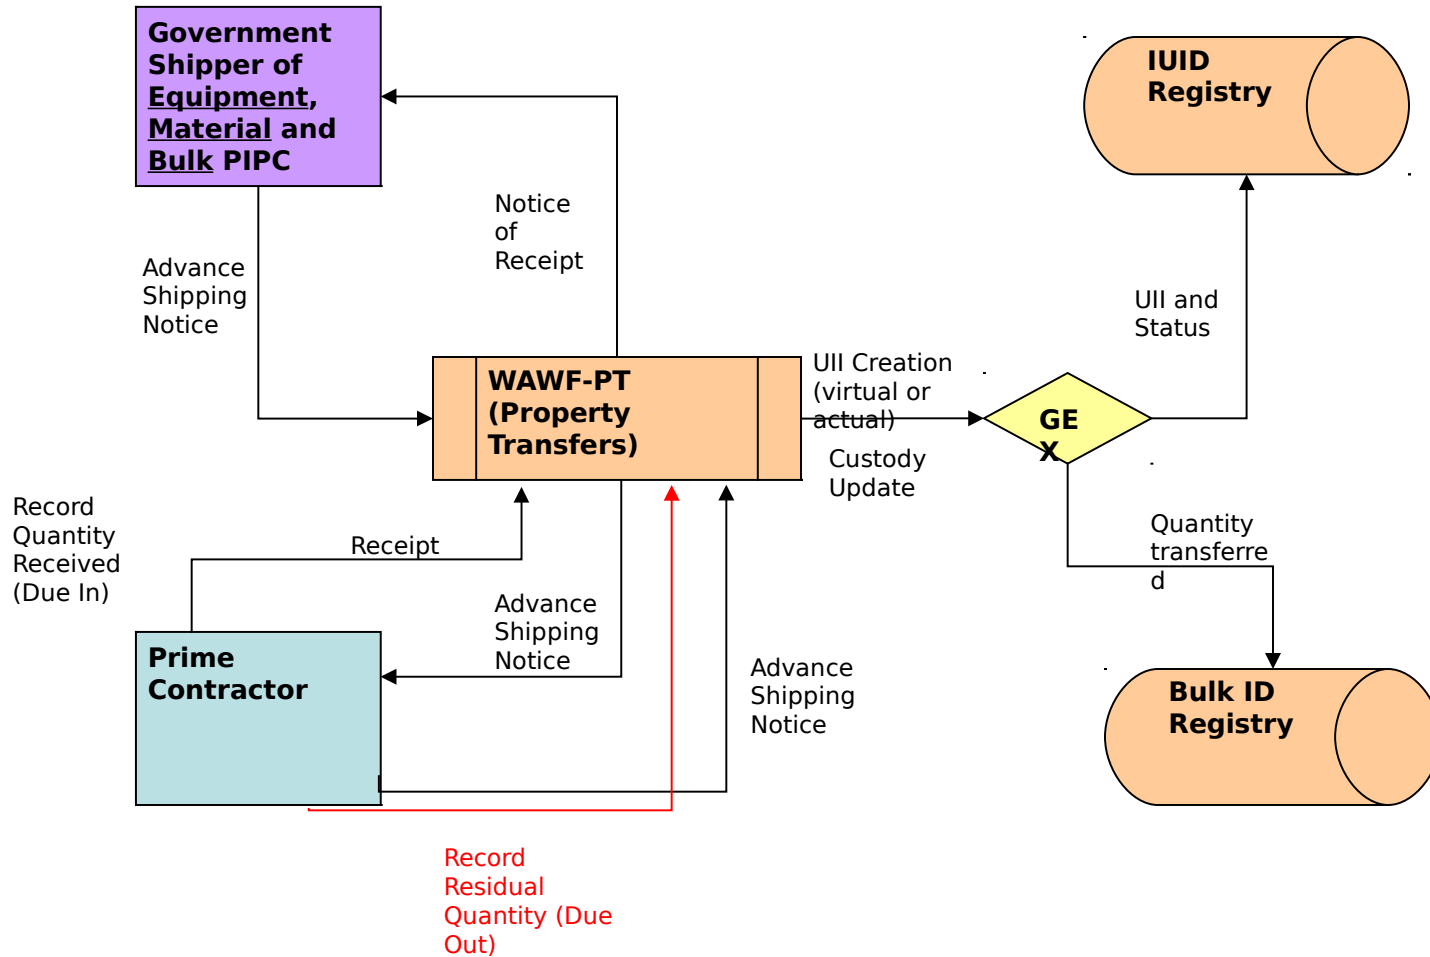 Government
Shipper of
Equipment,
Material and
Bulk PIPC
IUID
Registry
Notice
of
Receipt
Advance
Shipping
Notice
UII and
Status
WAWF-PT
(Property
Transfers)
UII Creation
(virtual or
actual)
GE
X
Custody
Update
Record
Quantity
Received
(Due In)
Receipt
Quantity
transferre
d
Advance
Shipping
Notice
Prime
Contractor
Advance
Shipping
Notice
Bulk ID
Registry
Record
Residual
Quantity (Due
Out)